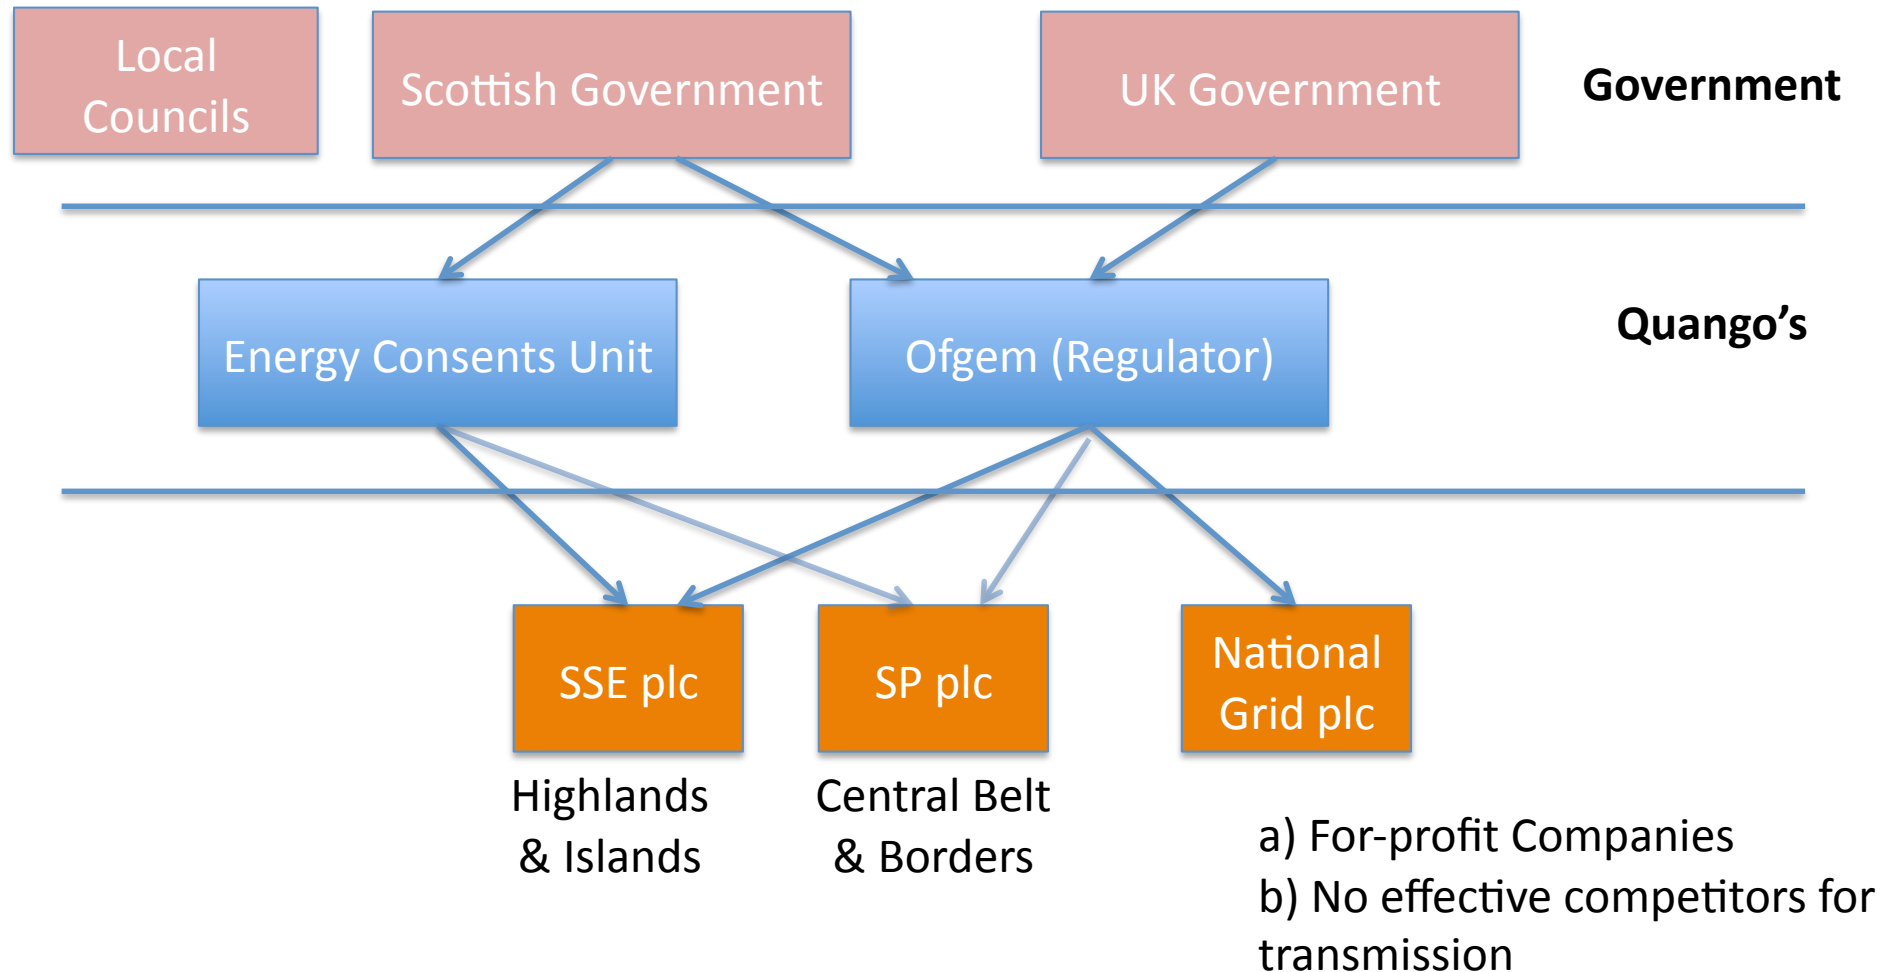 Local
Councils
Scottish Government
UK Government
Government
Energy Consents Unit
Ofgem (Regulator)
Quango’s
SSE plc
SP plc
National
Grid plc
Highlands
& Islands
Central Belt
& Borders
a) For-profit Companies
b) No effective competitors for
transmission